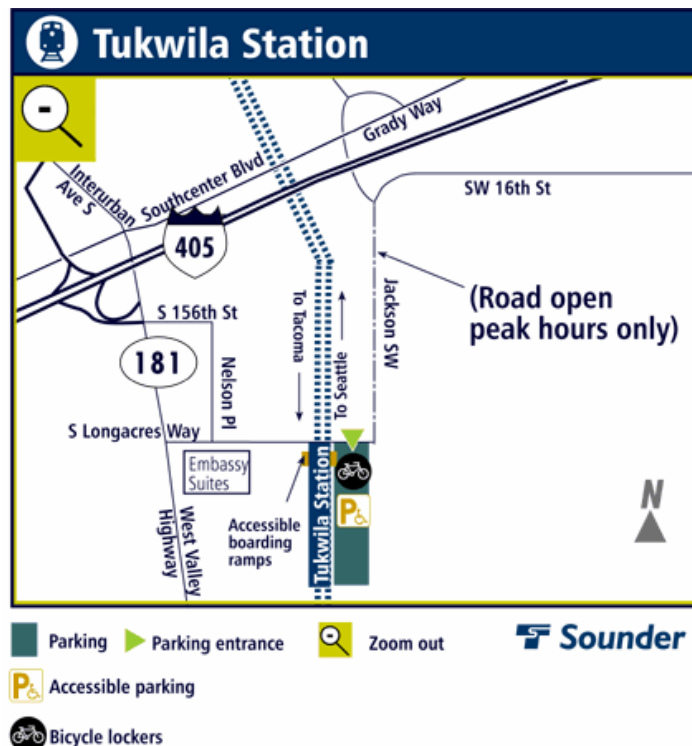 Tukwila Station
-
Interurban
Ave S
Southcenter Blvd
Grady Way
SW 16th St
405
To Tacoma
To Seattle
Jackson SW
(Road open
peak hours only)
S 156th St
181
Nelson Pl
S Longacres Way
Embassy
Suites
Accessible
boarding
ramps
Tukwila Station
P
N
West Valley
Highway
Parking
Parking entrance
Zoom out
Sounder
P
Accessible parking
Bicycle lockers